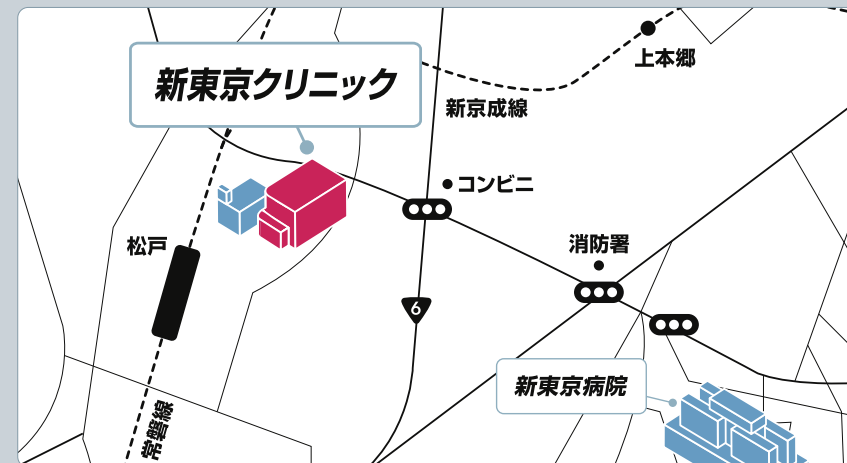 上本郷
新東京クリニック
新京成線
コンビニ
松戸
消防署
6
新東京病院
常磐線